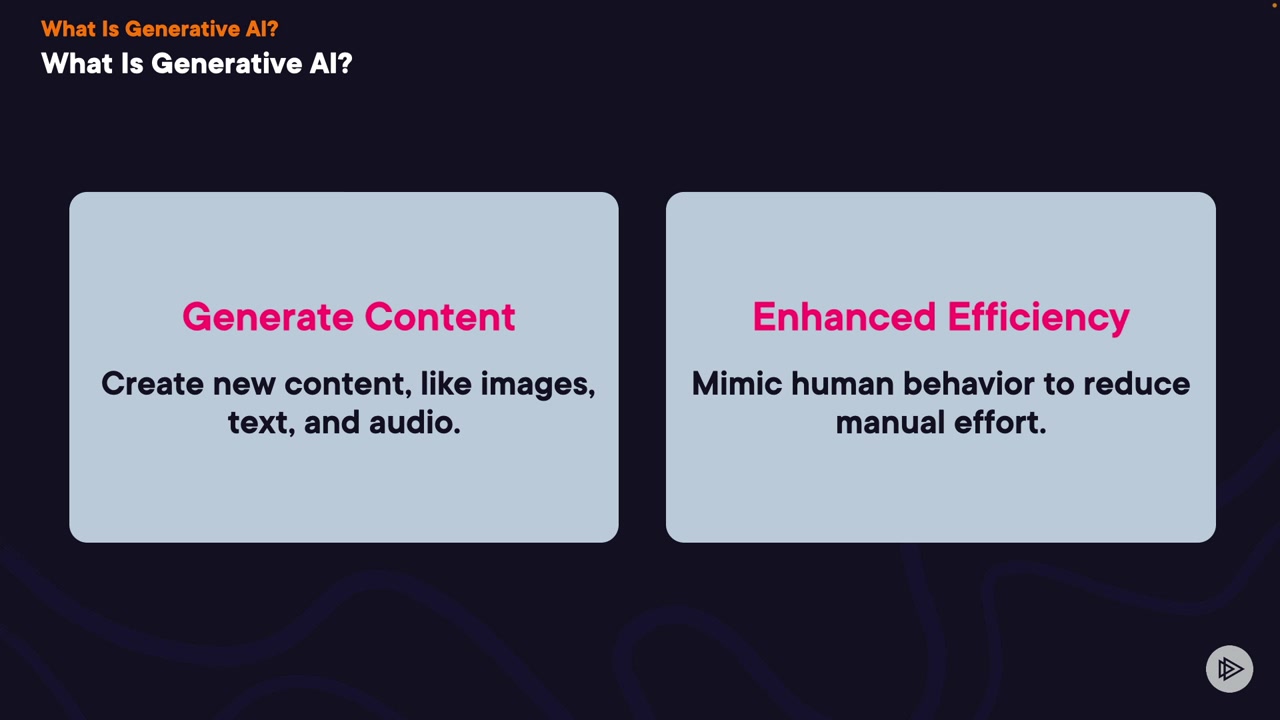 What Is Generative AI?
What Is Generative AI?
Generate Content
Create new content, like images,
text, and audio.
Enhanced Efficiency
Mimic human behavior to reduce
manual effort.